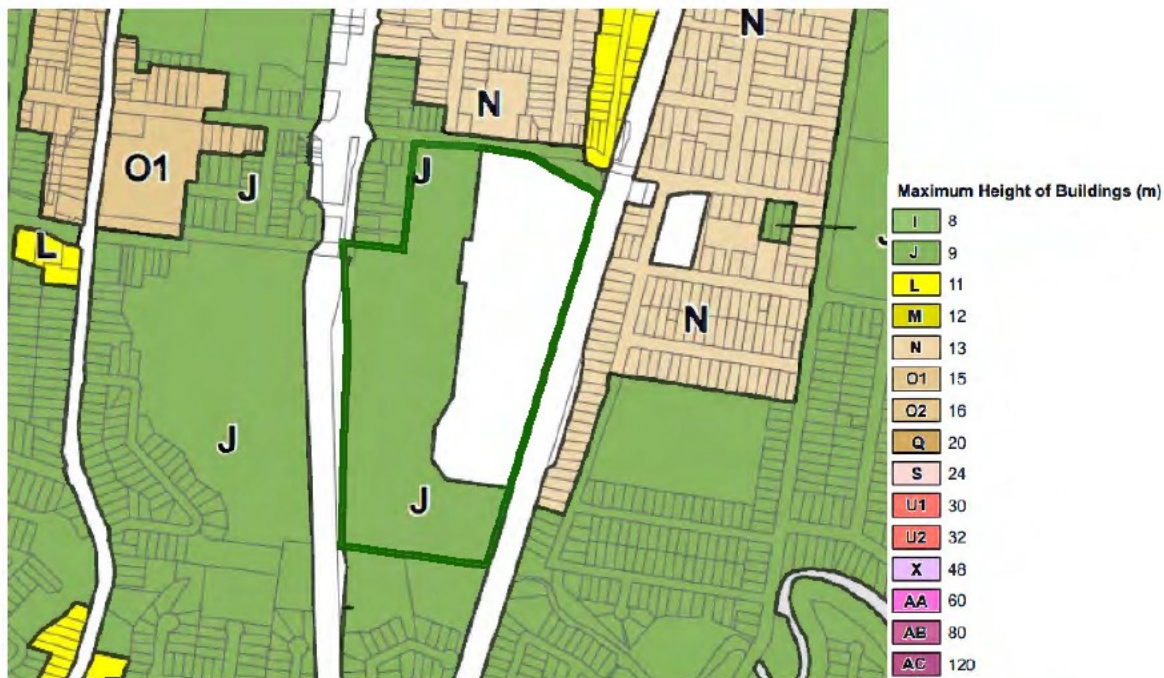 N
N
O1
J
J
J
L
N
J
J
Maximum Height of Buildings (m)
I 8
J 9
L 11
M 12
N 13
O1 15
O2 16
Q 20
S 24
U1 30
U2 32
X 48
AA 60
AB 80
AC 120